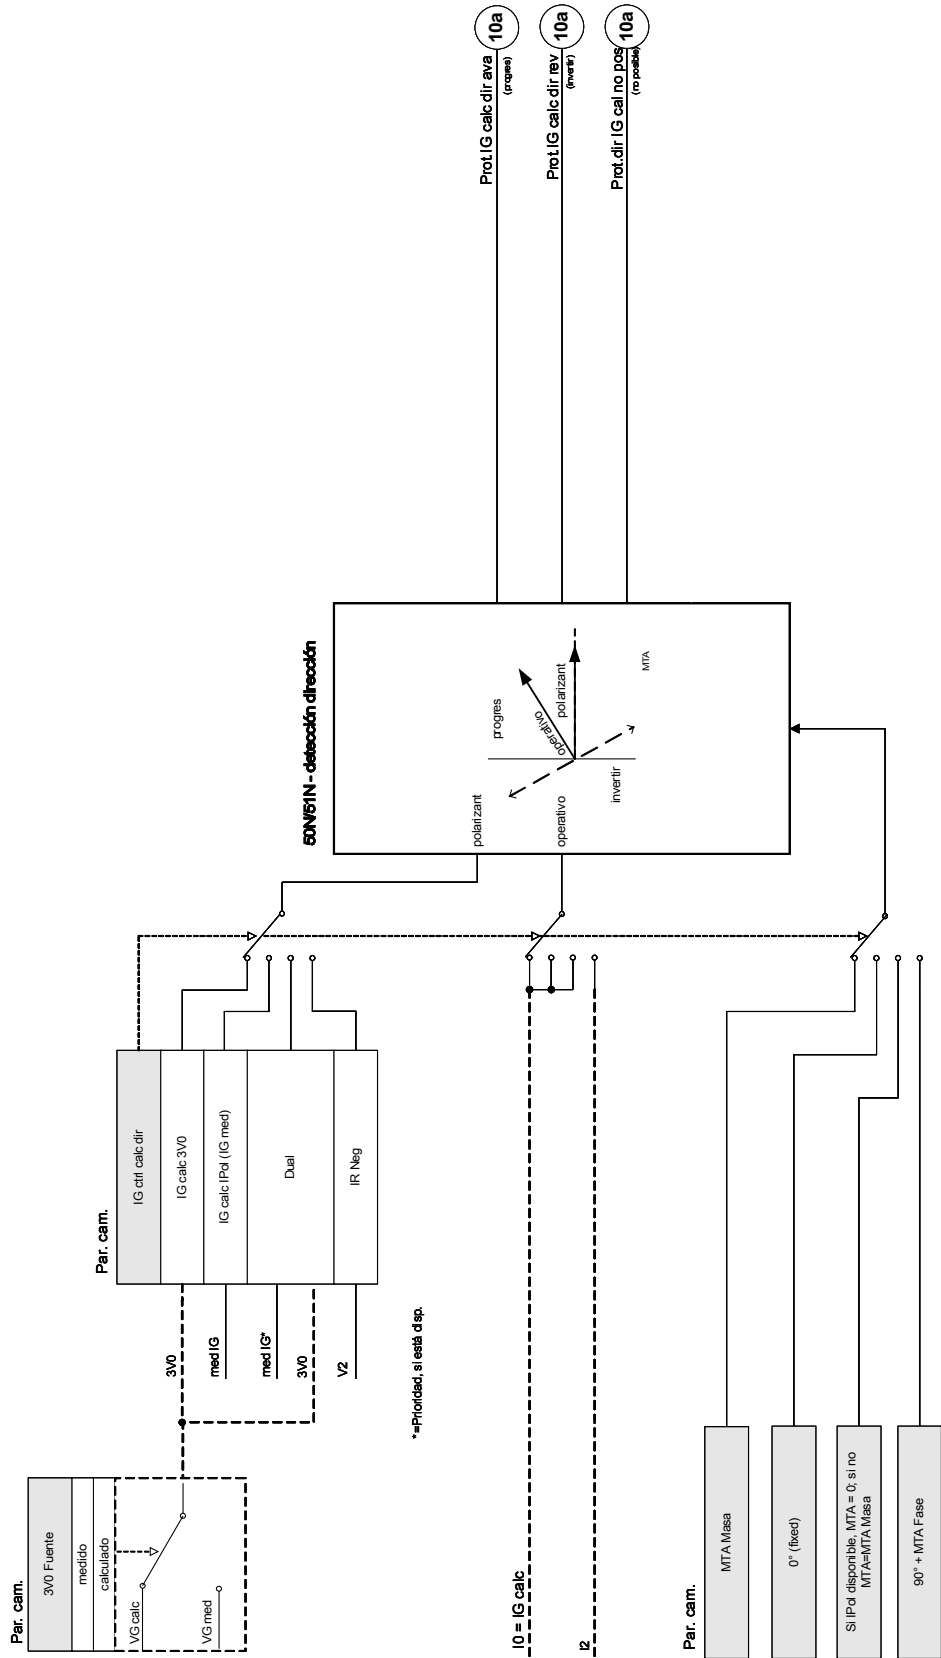 Par. cam.
3V0 Fuente
medido
calculado
VG calc
VG med
Par. cam.
IG ctrl calc dir
IG calc 3V0
IG calc IPol (IG med)
Dual
IR Neg
3V0
med IG
med IG*
3V0
V2
*=Prioridad, si está disp.
I0 = IG calc
I2
Par. cam.
MTA Masa
0° (fixed)
Si IPol disponible, MTA = 0; si no
MTA=MTA Masa
90° + MTA Fase
50N/51N - detección dirección
polarizant
operativo
progres
operativo
polarizant
invertir
MTA
Prot.IG calc dir ava
(progres)
10a
Prot.IG calc dir rev
(invertir)
10a
Prot.dir IG cal no pos
(no posible)
10a